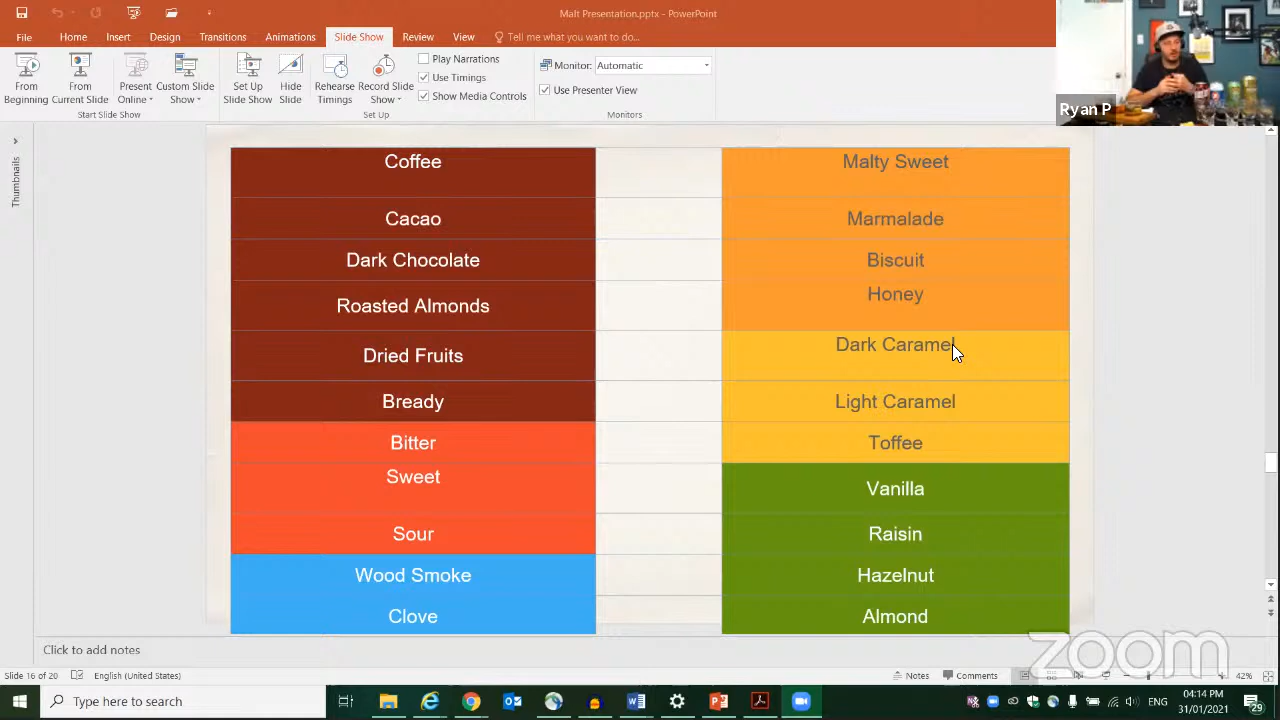 Malt Presentation.pptx - PowerPoint
File Home Insert Design Transitions Animations Slide Show Review View Tell me what you want to do...
From Beginning
From Current Slide
Present Online
Custom Slide Show
Start Slide Show
Set Up Slide Show
Hide Slide
Rehearse Timings
Record Slide Show
Play Narrations
Use Timings
Show Media Controls
Set Up
Monitor: Automatic
Use Presenter View
Monitors
Ryan P
Thumbnails
Coffee
Cacao
Dark Chocolate
Roasted Almonds
Dried Fruits
Bready
Bitter
Sweet
Sour
Wood Smoke
Clove
Malty Sweet
Marmalade
Biscuit
Honey
Dark Caramel
Light Caramel
Toffee
Vanilla
Raisin
Hazelnut
Almond
Click to add notes
zoom
Slide 16 of 20 English (United States) Notes Comments 42%
Type here to search
04:14 PM
31/01/2021
29